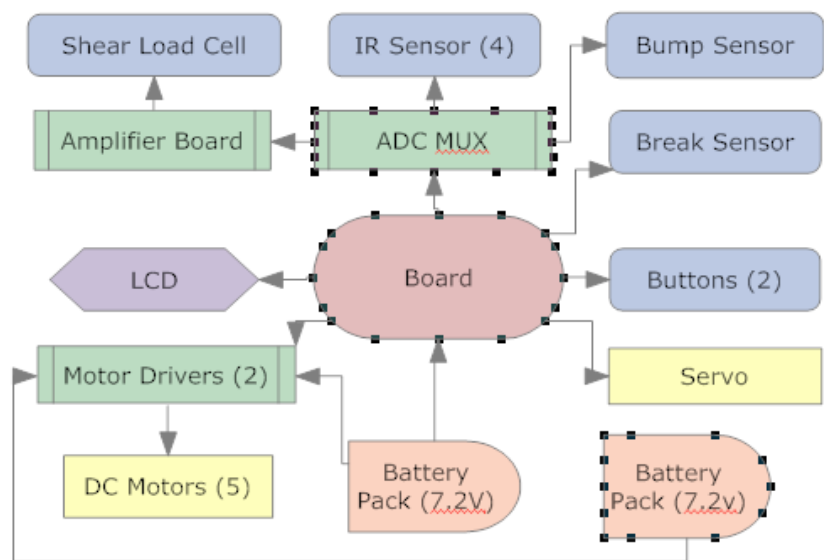 Shear Load Cell
IR Sensor (4)
Bump Sensor
Amplifier Board
ADC MUX
Break Sensor
LCD
Board
Buttons (2)
Motor Drivers (2)
Servo
DC Motors (5)
Battery
Pack (7.2V)
Battery
Pack (7.2v)